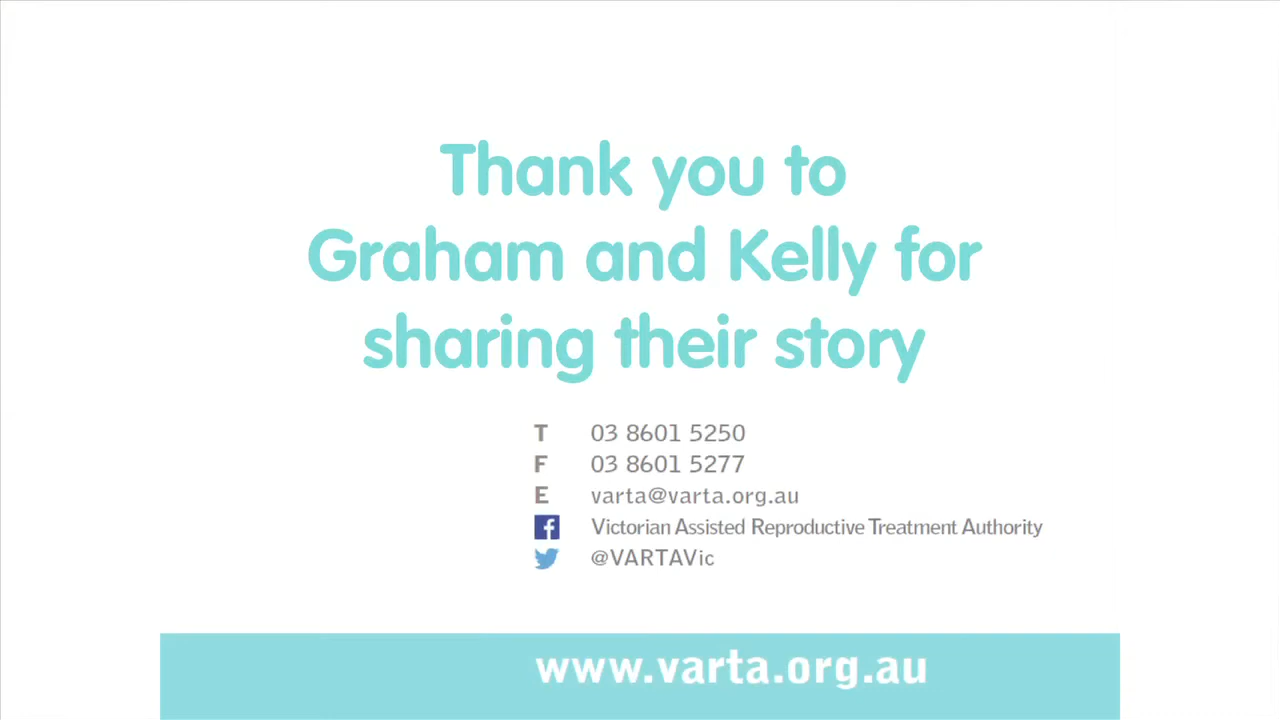 Thank you to
Graham and Kelly for
sharing their story
T 03 8601 5250
F 03 8601 5277
E varta@varta.org.au
Victorian Assisted Reproductive Treatment Authority
@VARTAVic
www.varta.org.au